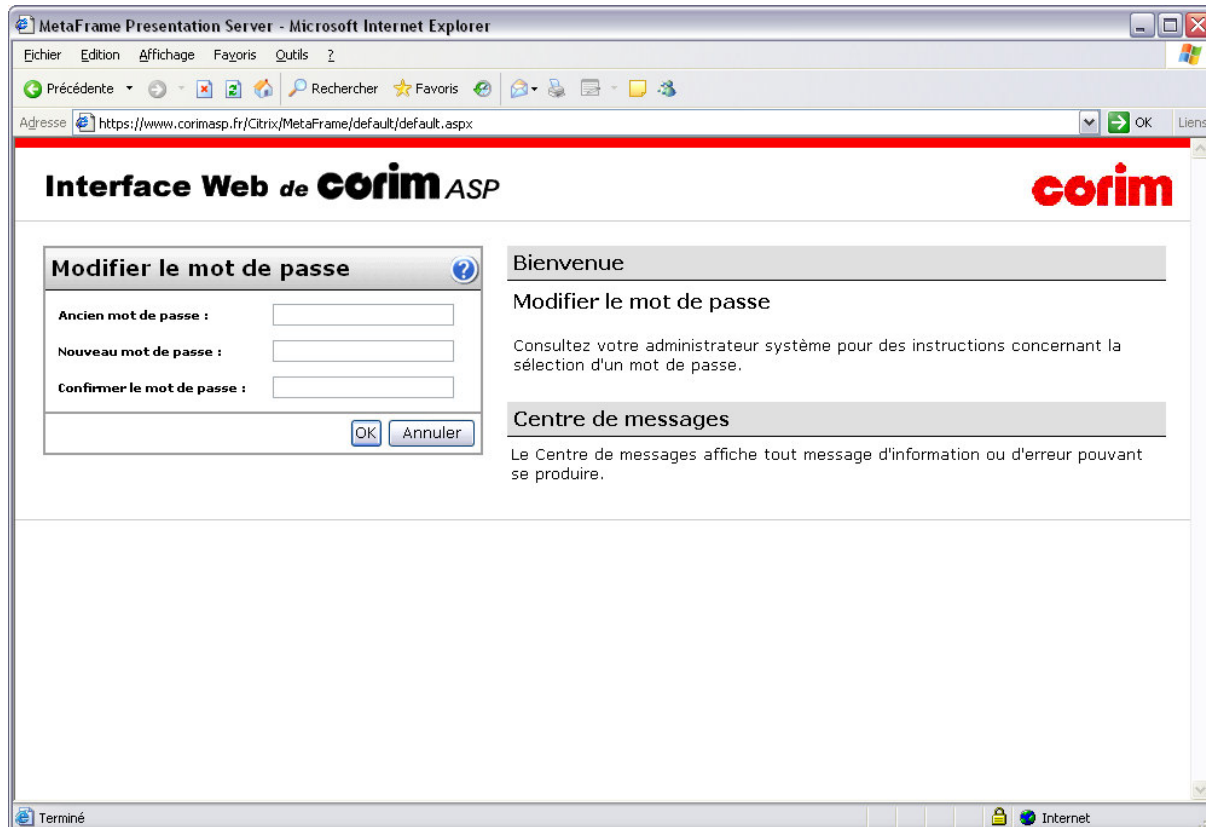 MetaFrame Presentation Server - Microsoft Internet Explorer
Fichier Edition Affichage Favoris Outils ?
Précédente Rechercher Favoris
Adresse https://www.corimasp.fr/Citrix/MetaFrame/default/default.aspx OK Liens
Interface Web de corim ASP
corim
Modifier le mot de passe
Ancien mot de passe :
Nouveau mot de passe :
Confirmer le mot de passe :
OK Annuler
Bienvenue
Modifier le mot de passe
Consultez votre administrateur système pour des instructions concernant la
sélection d'un mot de passe.
Centre de messages
Le Centre de messages affiche tout message d'information ou d'erreur pouvant
se produire.
Terminé Internet